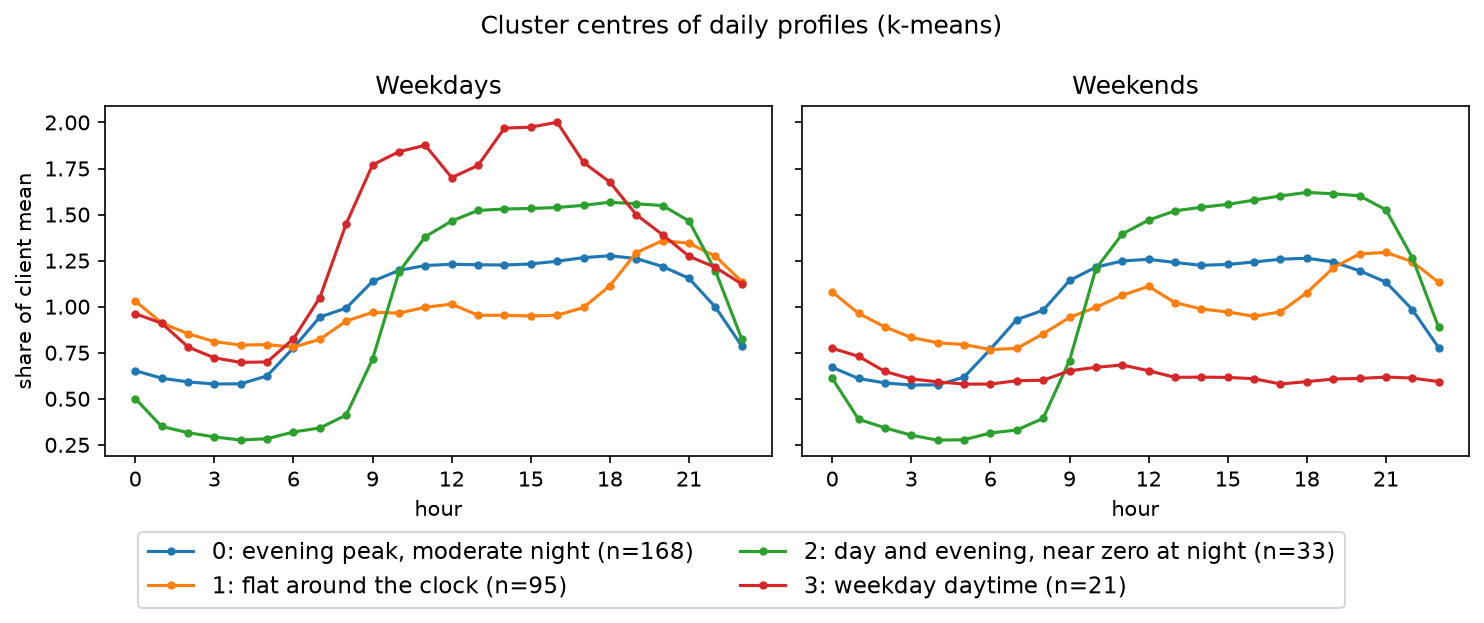 Cluster centres of daily profiles (k-means)
Weekdays
Weekends
share of client mean
2.00
1.75
1.50
1.25
1.00
0.75
0.50
0.25
0 3 6 9 12 15 18 21
0 3 6 9 12 15 18 21
hour
hour
0: evening peak, moderate night (n=168)
1: flat around the clock (n=95)
2: day and evening, near zero at night (n=33)
3: weekday daytime (n=21)